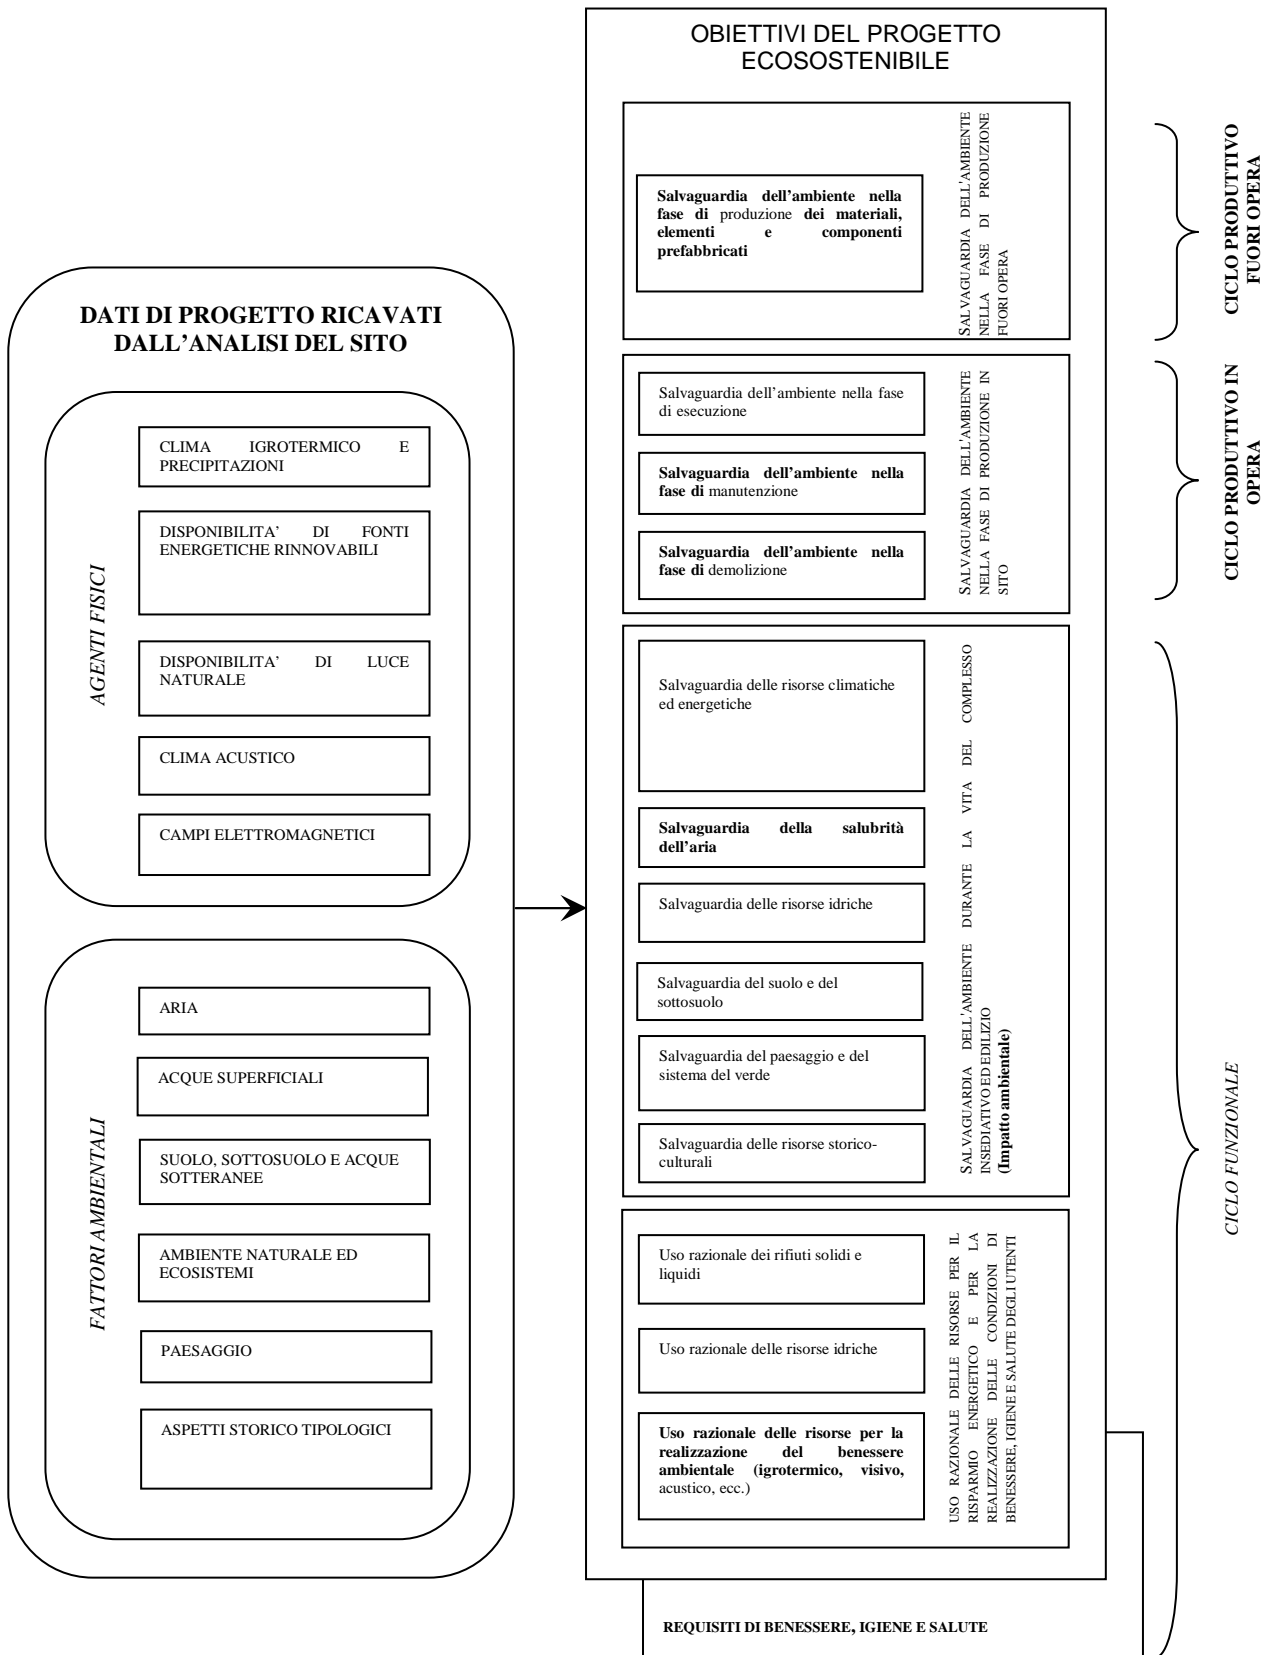 DATI DI PROGETTO RICAVATI
DALL’ANALISI DEL SITO
AGENTI FISICI
CLIMA IGROTERMICO E
PRECIPITAZIONI
DISPONIBILITA’ DI FONTI
ENERGETICHE RINNOVABILI
DISPONIBILITA’ DI LUCE
NATURALE
CLIMA ACUSTICO
CAMPI ELETTROMAGNETICI
FATTORI AMBIENTALI
ARIA
ACQUE SUPERFICIALI
SUOLO, SOTTOSUOLO E ACQUE
SOTTERANEE
AMBIENTE NATURALE ED
ECOSISTEMI
PAESAGGIO
ASPETTI STORICO TIPOLOGICI
OBIETTIVI DEL PROGETTO
ECOSOSTENIBILE
Salvaguardia dell’ambiente nella
fase di produzione dei materiali,
elementi e componenti
prefabbricati
SALVAGUARDIA DELL’AMBIENTE
NELLA FASE DI PRODUZIONE
FUORI OPERA
CICLO PRODUTTIVO
FUORI OPERA
Salvaguardia dell’ambiente nella fase
di esecuzione
Salvaguardia dell’ambiente nella
fase di manutenzione
Salvaguardia dell’ambiente nella
fase di demolizione
SALVAGUARDIA DELL’AMBIENTE
NELLA FASE DI PRODUZIONE IN
SITO
CICLO PRODUTTIVO IN
OPERA
Salvaguardia delle risorse climatiche
ed energetiche
Salvaguardia della salubrità
dell’aria
Salvaguardia delle risorse idriche
Salvaguardia del suolo e del
sottosuolo
Salvaguardia del paesaggio e del
sistema del verde
Salvaguardia delle risorse storico-
culturali
SALVAGUARDIA DELL’AMBIENTE DURANTE LA VITA DEL COMPLESSO
INSEDIATIVO ED EDILIZIO
(Impatto ambientale)
Uso razionale dei rifiuti solidi e
liquidi
Uso razionale delle risorse idriche
Uso razionale delle risorse per la
realizzazione del benessere
ambientale (igrotermico, visivo,
acustico, ecc.)
USO RAZIONALE DELLE RISORSE PER IL
RISPARMIO ENERGETICO E PER LA
REALIZZAZIONE DELLE CONDIZIONI DI
BENESSERE, IGIENE E SALUTE DEGLI UTENTI
CICLO FUNZIONALE
REQUISITI DI BENESSERE, IGIENE E SALUTE